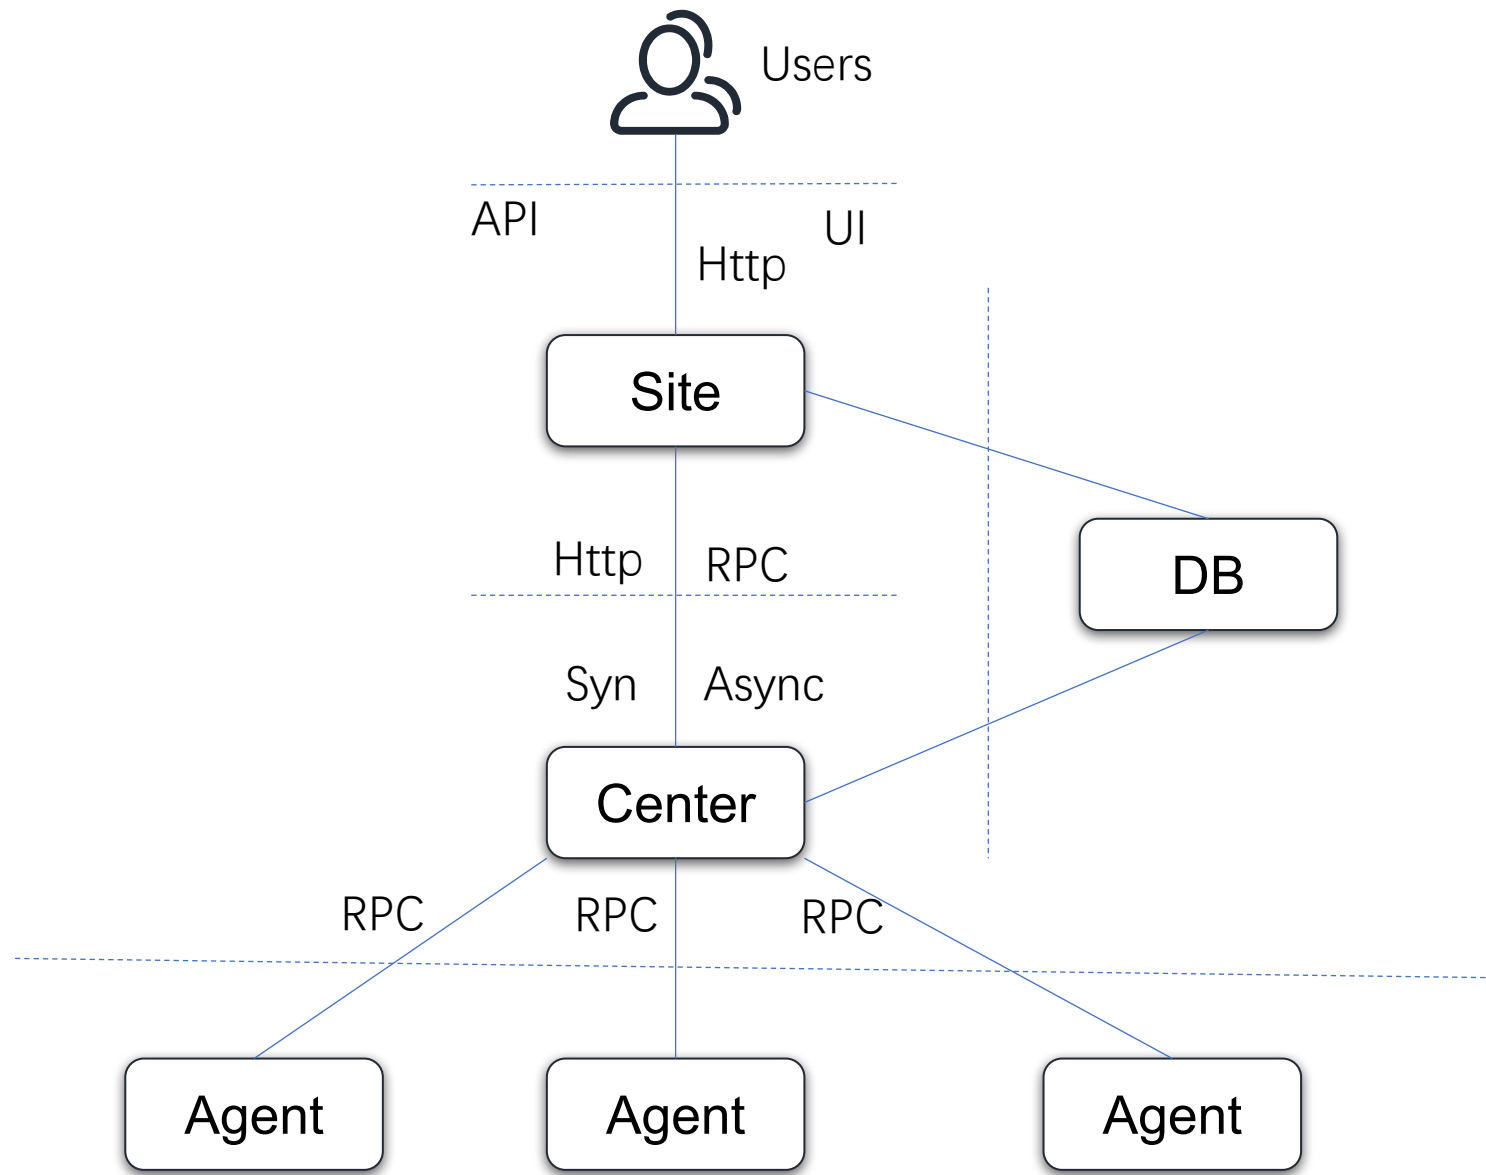 Users
API
UI
Http
Site
Http
RPC
DB
Syn
Async
Center
RPC
RPC
RPC
Agent
Agent
Agent